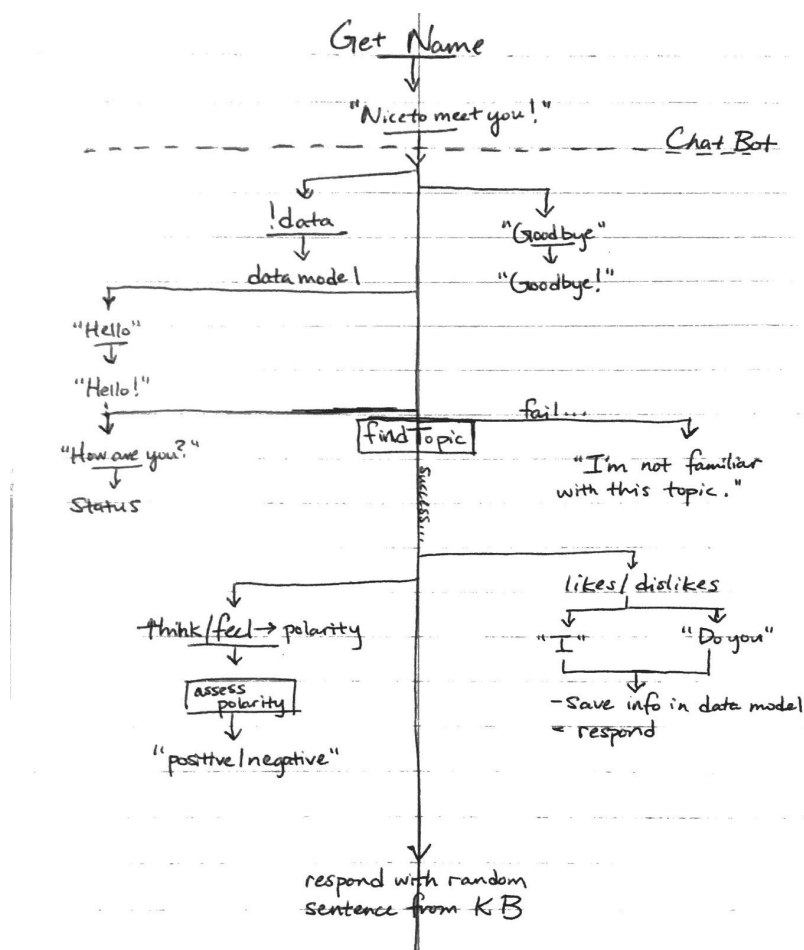 Get Name
"Nice to meet you!"
Chat Bot
!data
"Goodbye"
data model
"Goodbye!"
"Hello"
"Hello!"
fail...
find Topic
"How are you?"
"I'm not familiar
with this topic."
Status
Success...
likes/dislikes
think/feel → polarity
"I"
"Do you"
assess
polarity
- save info in data model
- respond
"positive/negative"
respond with random
sentence from KB